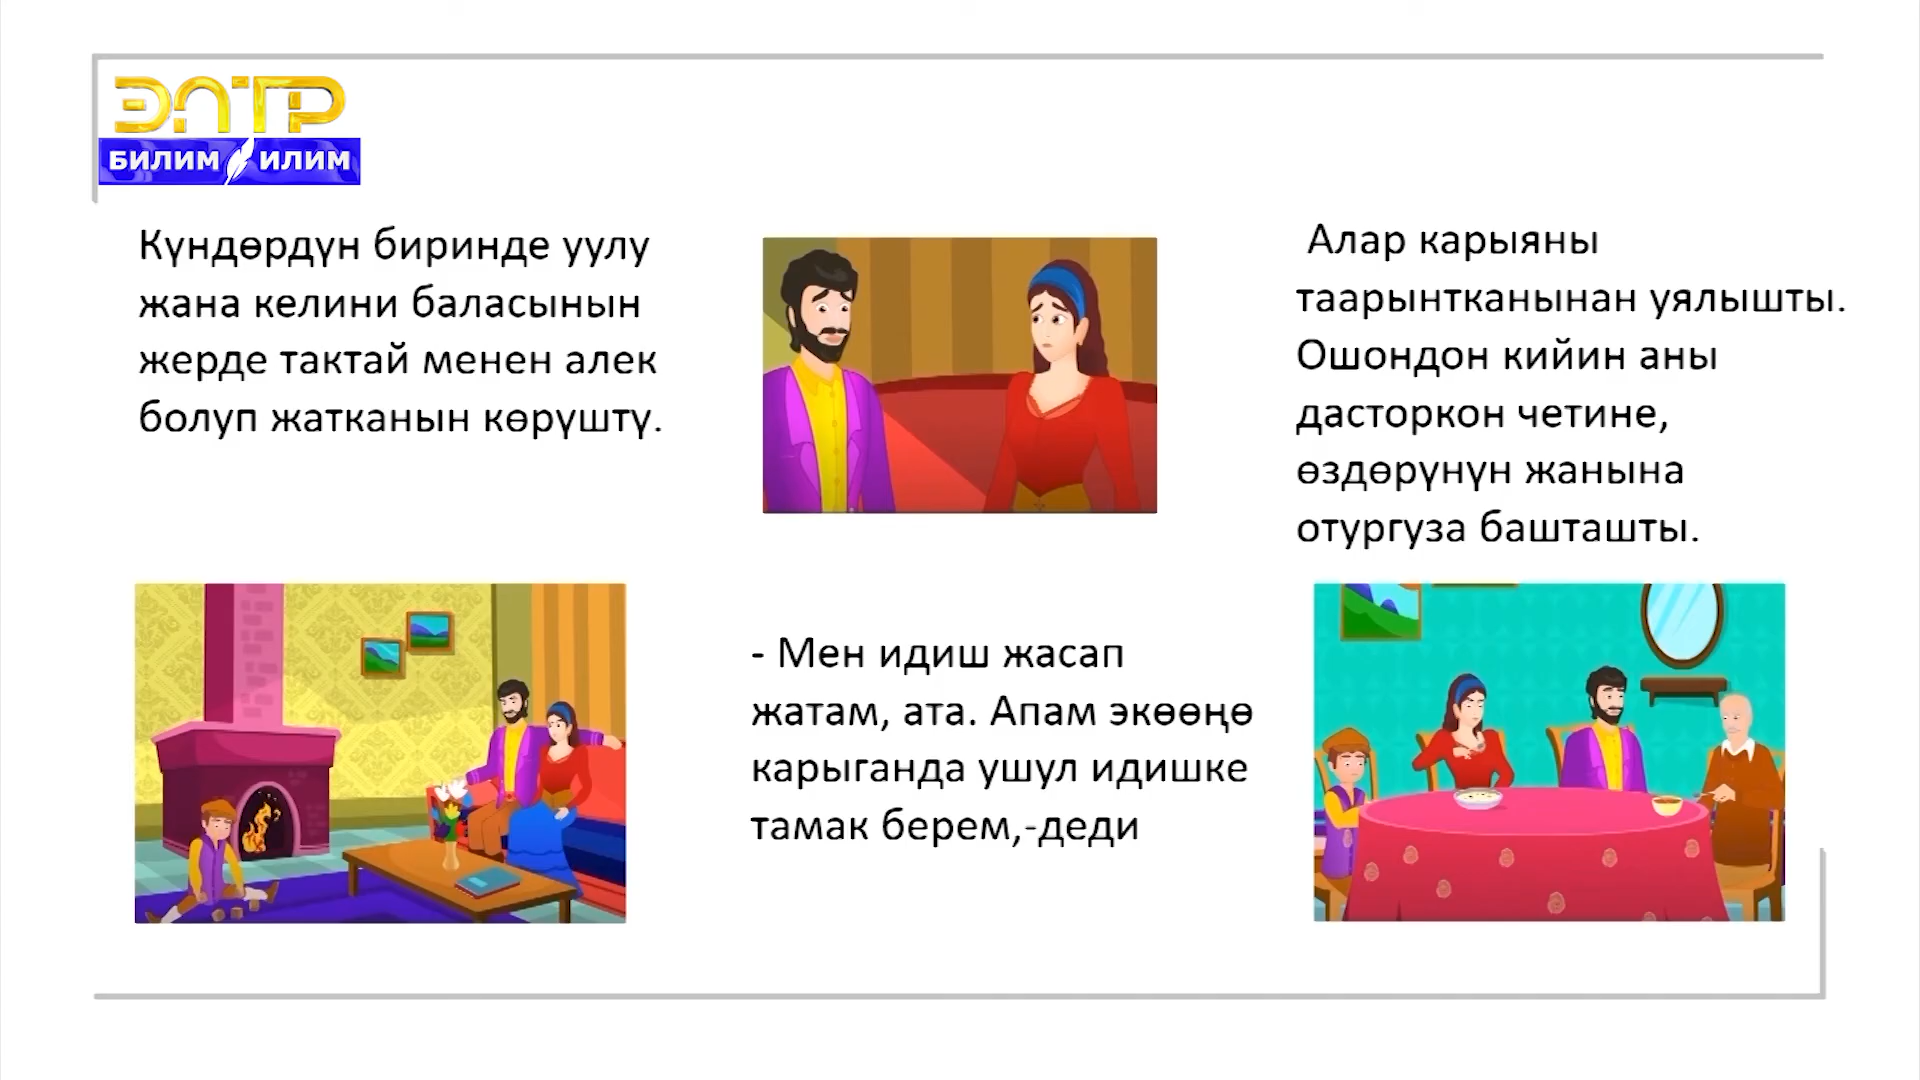 ЭЛТР
БИЛИМ ИЛИМ
Күндөрдүн биринде уулу
жана келини баласынын
жерде тактай менен алек
болуп жатканын көрүштү.
- Мен идиш жасап
жатам, ата. Апам экөөңө
карыганда ушул идишке
тамак берем,-деди
Алар карыяны
таарынтканынан уялышты.
Ошондон кийин аны
дасторкон четине,
өздөрүнүн жанына
отургуза башташты.